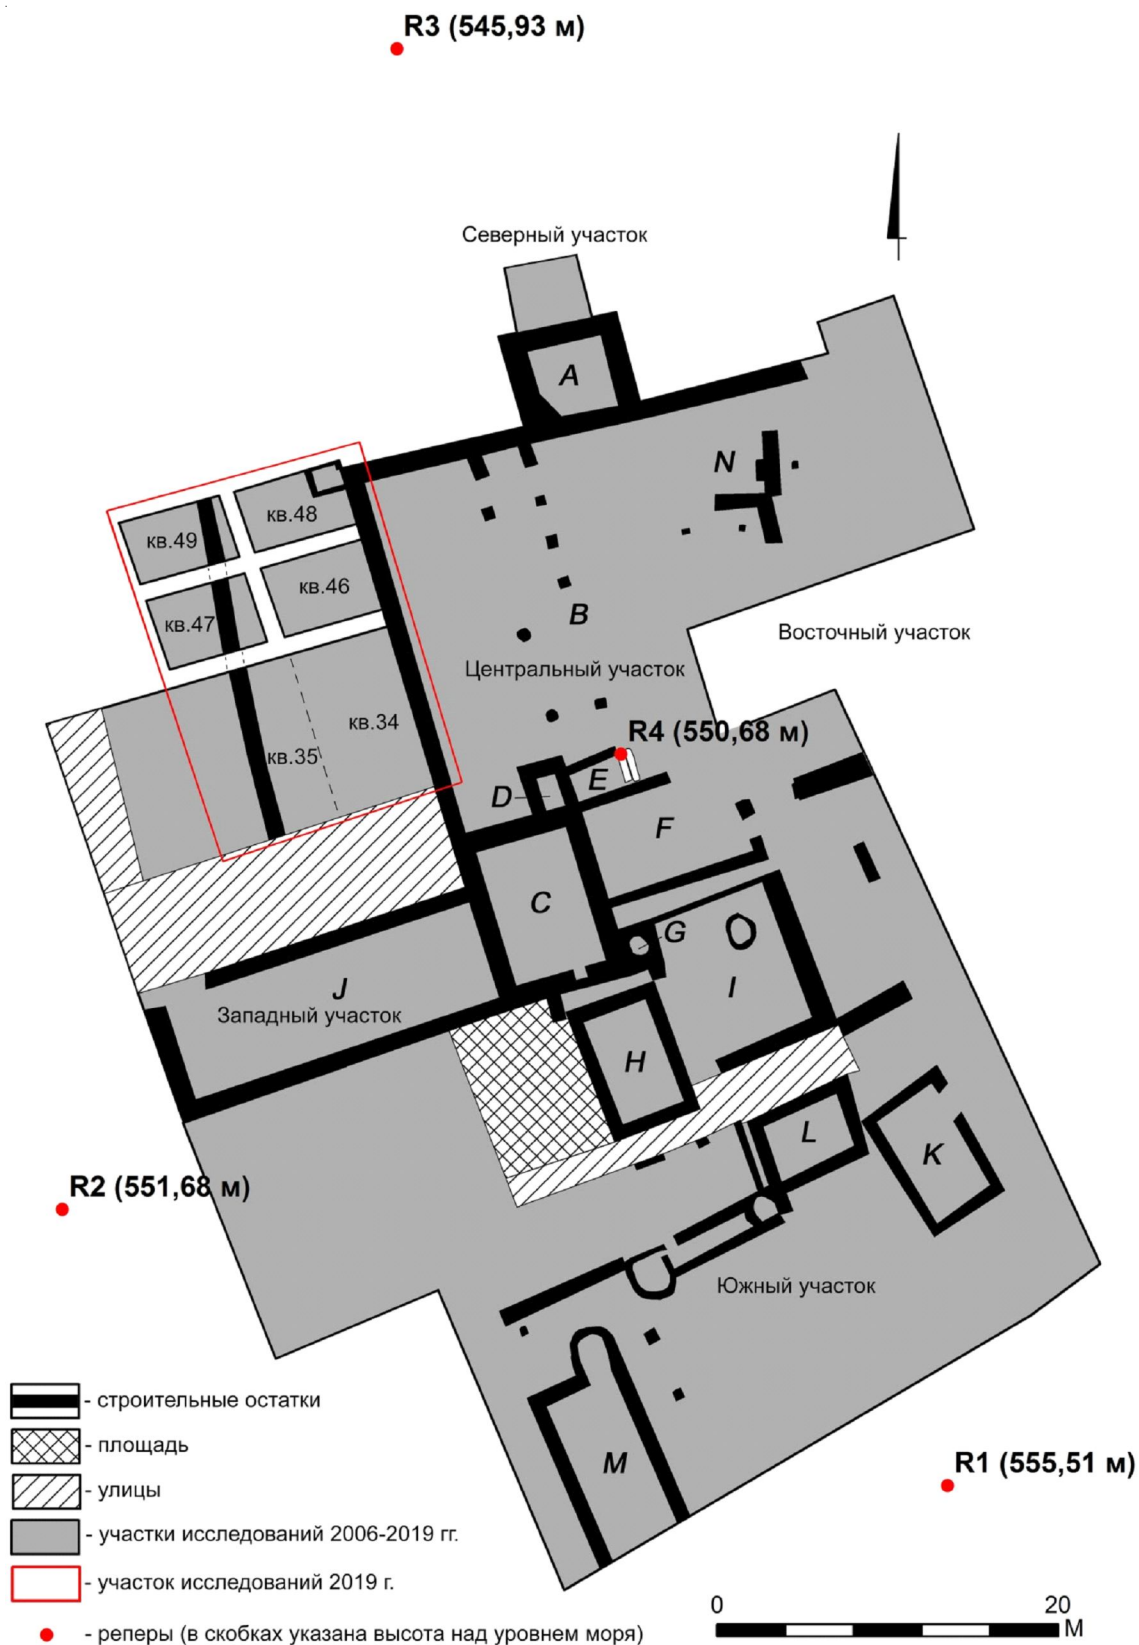 R3 (545,93 м)
Северный участок
A
N
кв.48
кв.49
кв.46
кв.47
B
Восточный участок
Центральный участок
кв.34
R4 (550,68 м)
кв.35
E
D
F
C
G
J
I
Западный участок
H
L
K
R2 (551,68 м)
Южный участок
M
R1 (555,51 м)
- строительные остатки
- площадь
- улицы
- участки исследований 2006-2019 гг.
- участок исследований 2019 г.
- реперы (в скобках указана высота над уровнем моря)
0 20
М